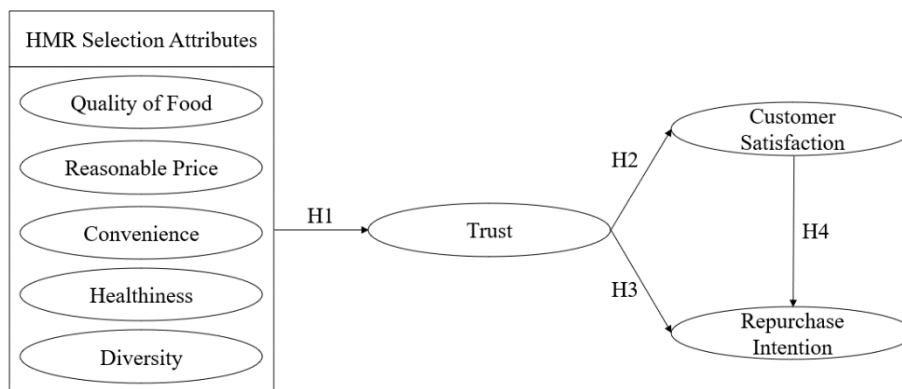 HMR Selection Attributes
Quality of Food
Reasonable Price
Convenience
Healthiness
Diversity
H1
Trust
H2
H3
Customer
Satisfaction
H4
Repurchase
Intention